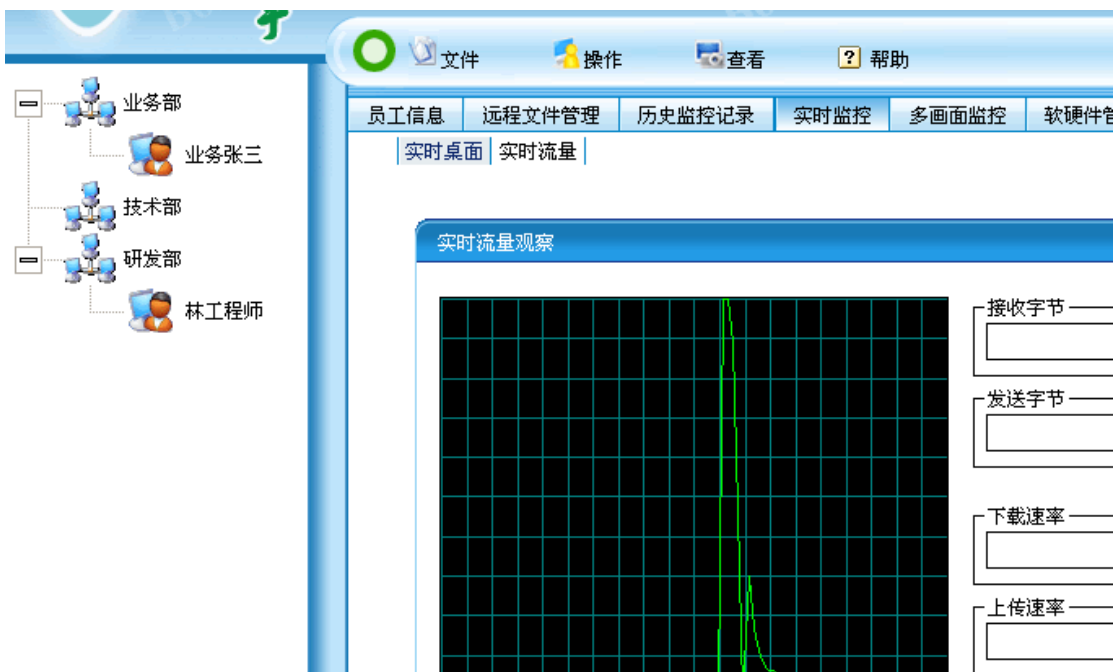 文件 操作 查看 帮助
业务部
业务张三
技术部
研发部
林工程师
员工信息 远程文件管理 历史监控记录 实时监控 多画面监控 软硬件管
实时桌面 实时流量
实时流量观察
接收字节
发送字节
下载速率
上传速率